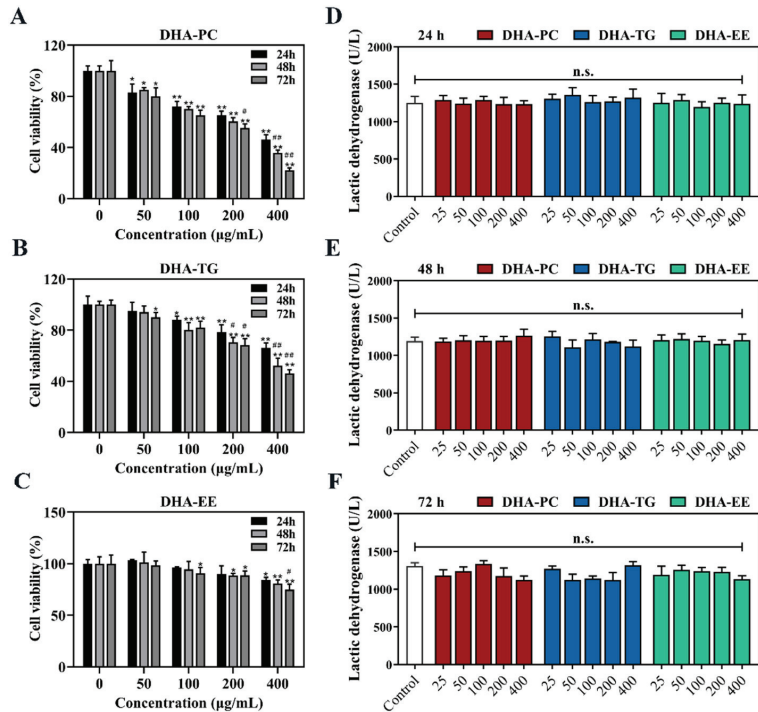 A
DHA-PC
Cell viability (%)
120
80
40
0
24h
48h
72h
* * *
** ** **
** ** # **
** ## ** ## **
0 50 100 200 400
Concentration (μg/mL)
B
DHA-TG
Cell viability (%)
120
80
40
0
24h
48h
72h
*
* ** **
** # ** # **
** ## ** ## **
0 50 100 200 400
Concentration (μg/mL)
C
DHA-EE
Cell viability (%)
150
100
50
0
24h
48h
72h
*
* *
* ** # **
0 50 100 200 400
Concentration (μg/mL)
D
24 h DHA-PC DHA-TG DHA-EE
Lactic dehydrogenase (U/L)
2000
1500
1000
500
0
n.s.
Control 25 50 100 200 400 25 50 100 200 400 25 50 100 200 400
E
48 h DHA-PC DHA-TG DHA-EE
Lactic dehydrogenase (U/L)
2000
1500
1000
500
0
n.s.
Control 25 50 100 200 400 25 50 100 200 400 25 50 100 200 400
F
72 h DHA-PC DHA-TG DHA-EE
Lactic dehydrogenase (U/L)
2000
1500
1000
500
0
n.s.
Control 25 50 100 200 400 25 50 100 200 400 25 50 100 200 400